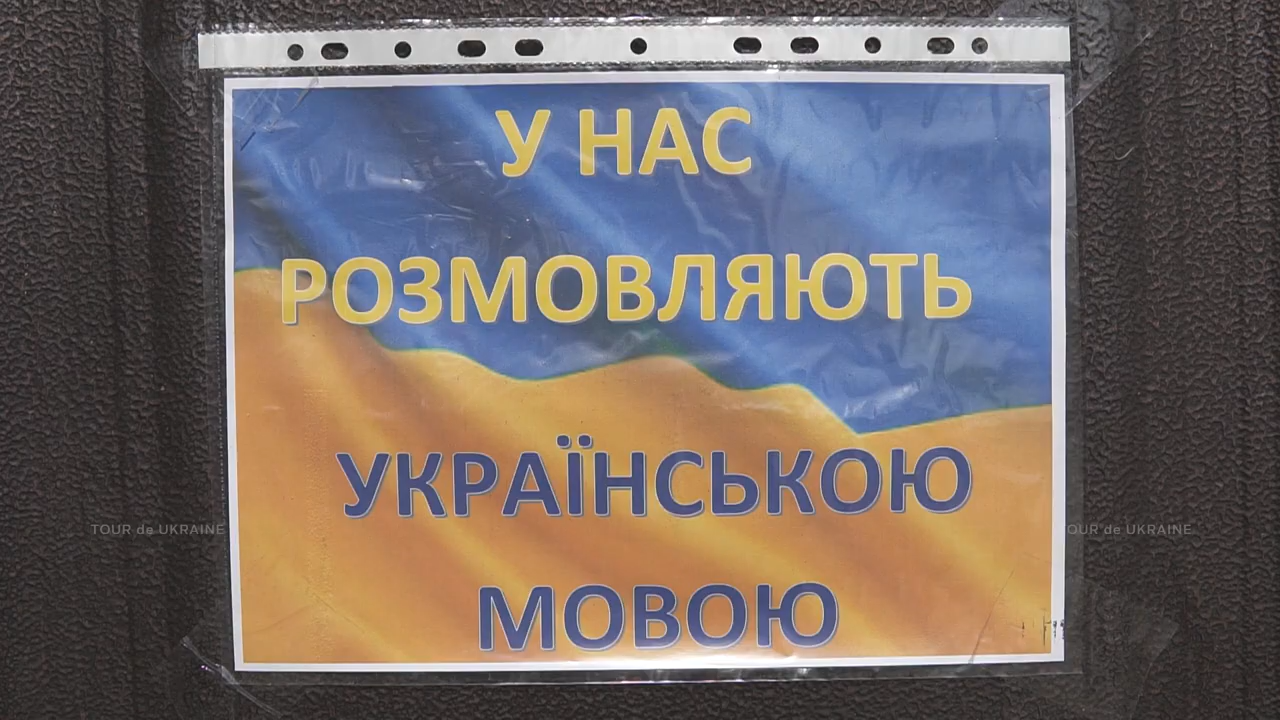 У НАС
РОЗМОВЛЯЮТЬ
УКРАЇНСЬКОЮ
МОВОЮ
TOUR de UKRAINE
TOUR de UKRAINE